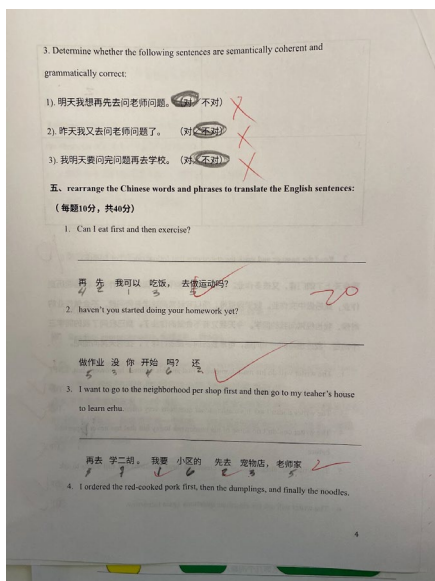 3. Determine whether the following sentences are semantically coherent and
grammatically correct:
1). 明天我想再先去问老师问题。（对 不对）
2). 昨天我又去问老师问题了。 （对 不对）
3). 我明天要问完问题再去学校。（对 不对）
五、rearrange the Chinese words and phrases to translate the English sentences:
（每题10分，共40分）
1. Can I eat first and then exercise?
再 先 我可以 吃饭， 去做运动吗？
4 2 1 3 5
20
2. haven't you started doing your homework yet?
做作业 没 你 开始 吗？ 还
5 3 1 4 6 2
3. I want to go to the neighborhood per shop first and then go to my teaher's house
to learn erhu.
再去 学二胡。 我要 小区的 先去 宠物店， 老师家
4. I ordered the red-cooked pork first, then the dumplings, and finally the noodles.
4